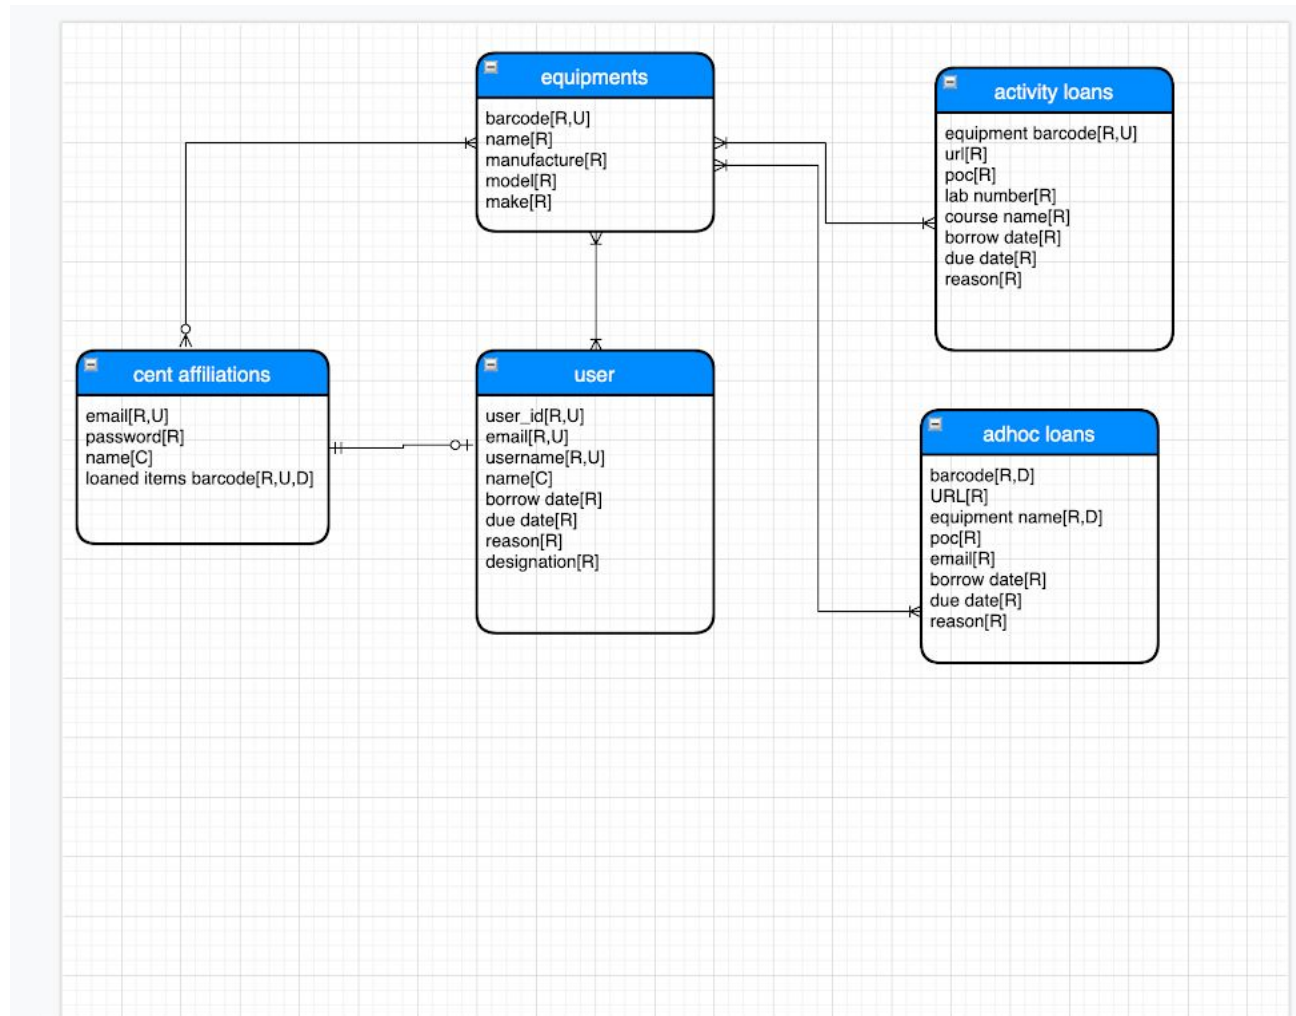 equipments
barcode[R,U]
name[R]
manufacture[R]
model[R]
make[R]
activity loans
equipment barcode[R,U]
url[R]
poc[R]
lab number[R]
course name[R]
borrow date[R]
due date[R]
reason[R]
cent affiliations
email[R,U]
password[R]
name[C]
loaned items barcode[R,U,D]
user
user_id[R,U]
email[R,U]
username[R,U]
name[C]
borrow date[R]
due date[R]
reason[R]
designation[R]
adhoc loans
barcode[R,D]
URL[R]
equipment name[R,D]
poc[R]
email[R]
borrow date[R]
due date[R]
reason[R]